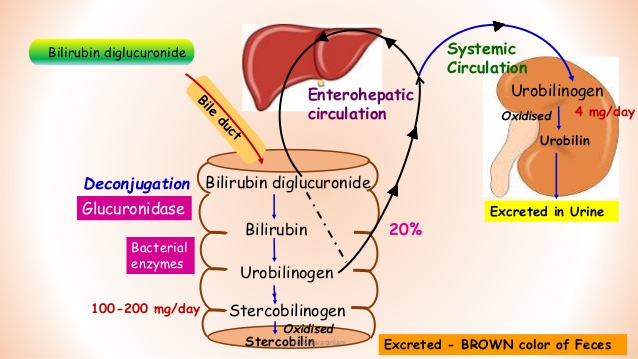 Bilirubin diglucuronide
Bile duct
Systemic
Circulation
Enterohepatic
circulation
Urobilinogen
Oxidised
4 mg/day
Urobilin
Excreted in Urine
Deconjugation
Bilirubin diglucuronide
Glucuronidase
Bilirubin
20%
Bacterial
enzymes
Urobilinogen
100-200 mg/day
Stercobilinogen
Oxidised
Stercobilin
Excreted - BROWN color of Feces